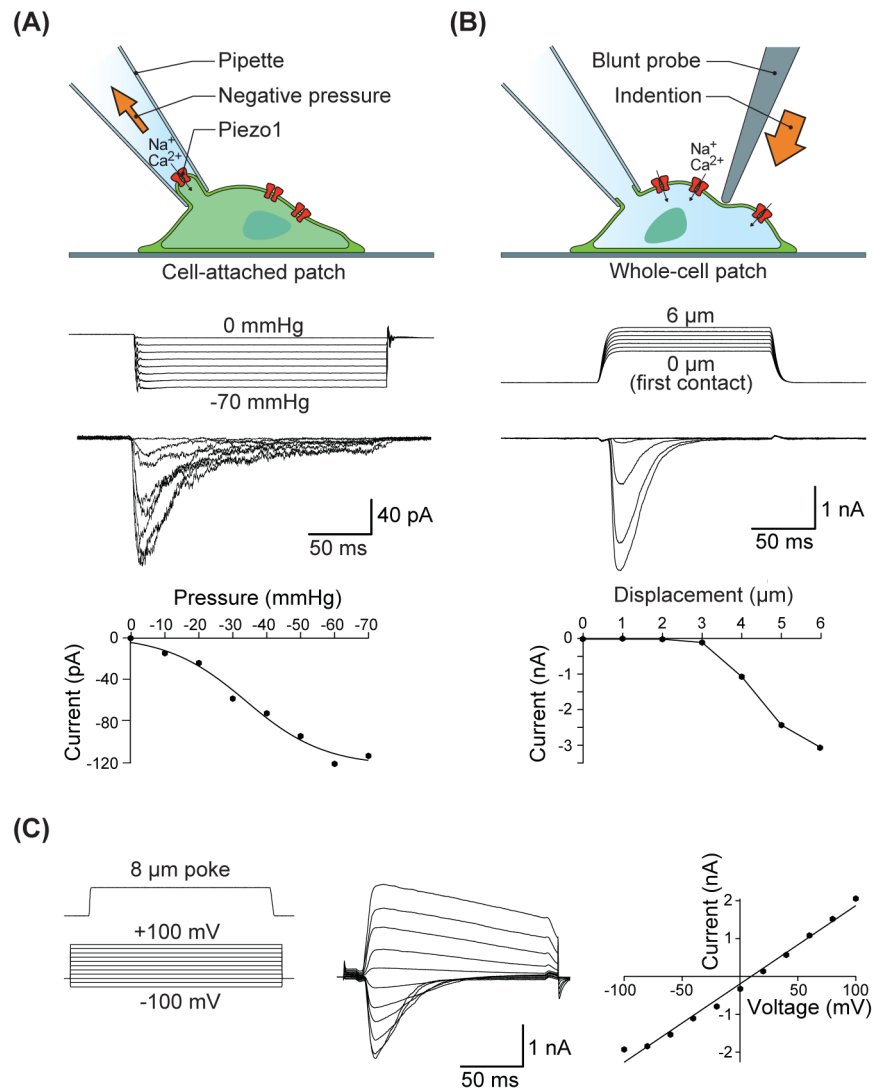 (A)
Pipette
Negative pressure
Piezo1
Na+
Ca2+
Cell-attached patch
0 mmHg
-70 mmHg
40 pA
50 ms
Pressure (mmHg)
0 -10 -20 -30 -40 -50 -60 -70
Current (pA)
0
-40
-80
-120
(B)
Blunt probe
Indention
Na+
Ca2+
Whole-cell patch
6 µm
0 µm
(first contact)
1 nA
50 ms
Displacement (µm)
0 1 2 3 4 5 6
Current (nA)
0
-1
-2
-3
(C)
8 µm poke
+100 mV
-100 mV
1 nA
50 ms
Current (nA)
2
1
-100 -50 50 100
Voltage (mV)
-1
-2